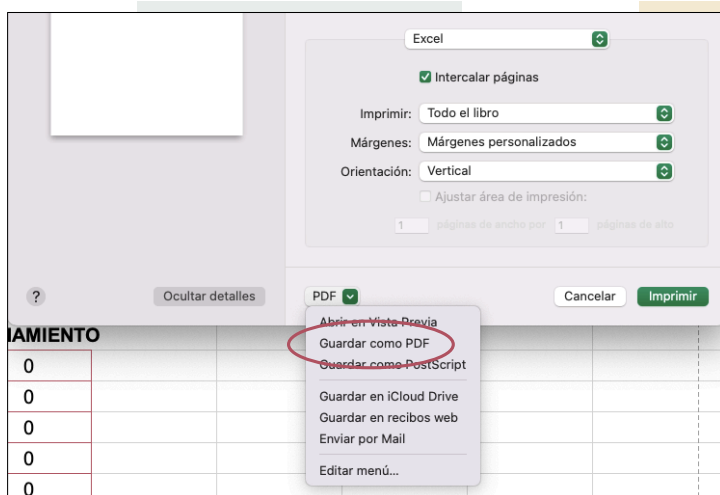 Excel
Intercalar páginas
Imprimir: Todo el libro
Márgenes: Márgenes personalizados
Orientación: Vertical
Ajustar área de impresión:
1 páginas de ancho por 1 páginas de alto
? Ocultar detalles PDF Cancelar Imprimir
Abrir en Vista Previa
IAMIENTO
Guardar como PDF
0
Guardar como PostScript
0
Guardar en iCloud Drive
0
Guardar en recibos web
Enviar por Mail
0
Editar menú...
0